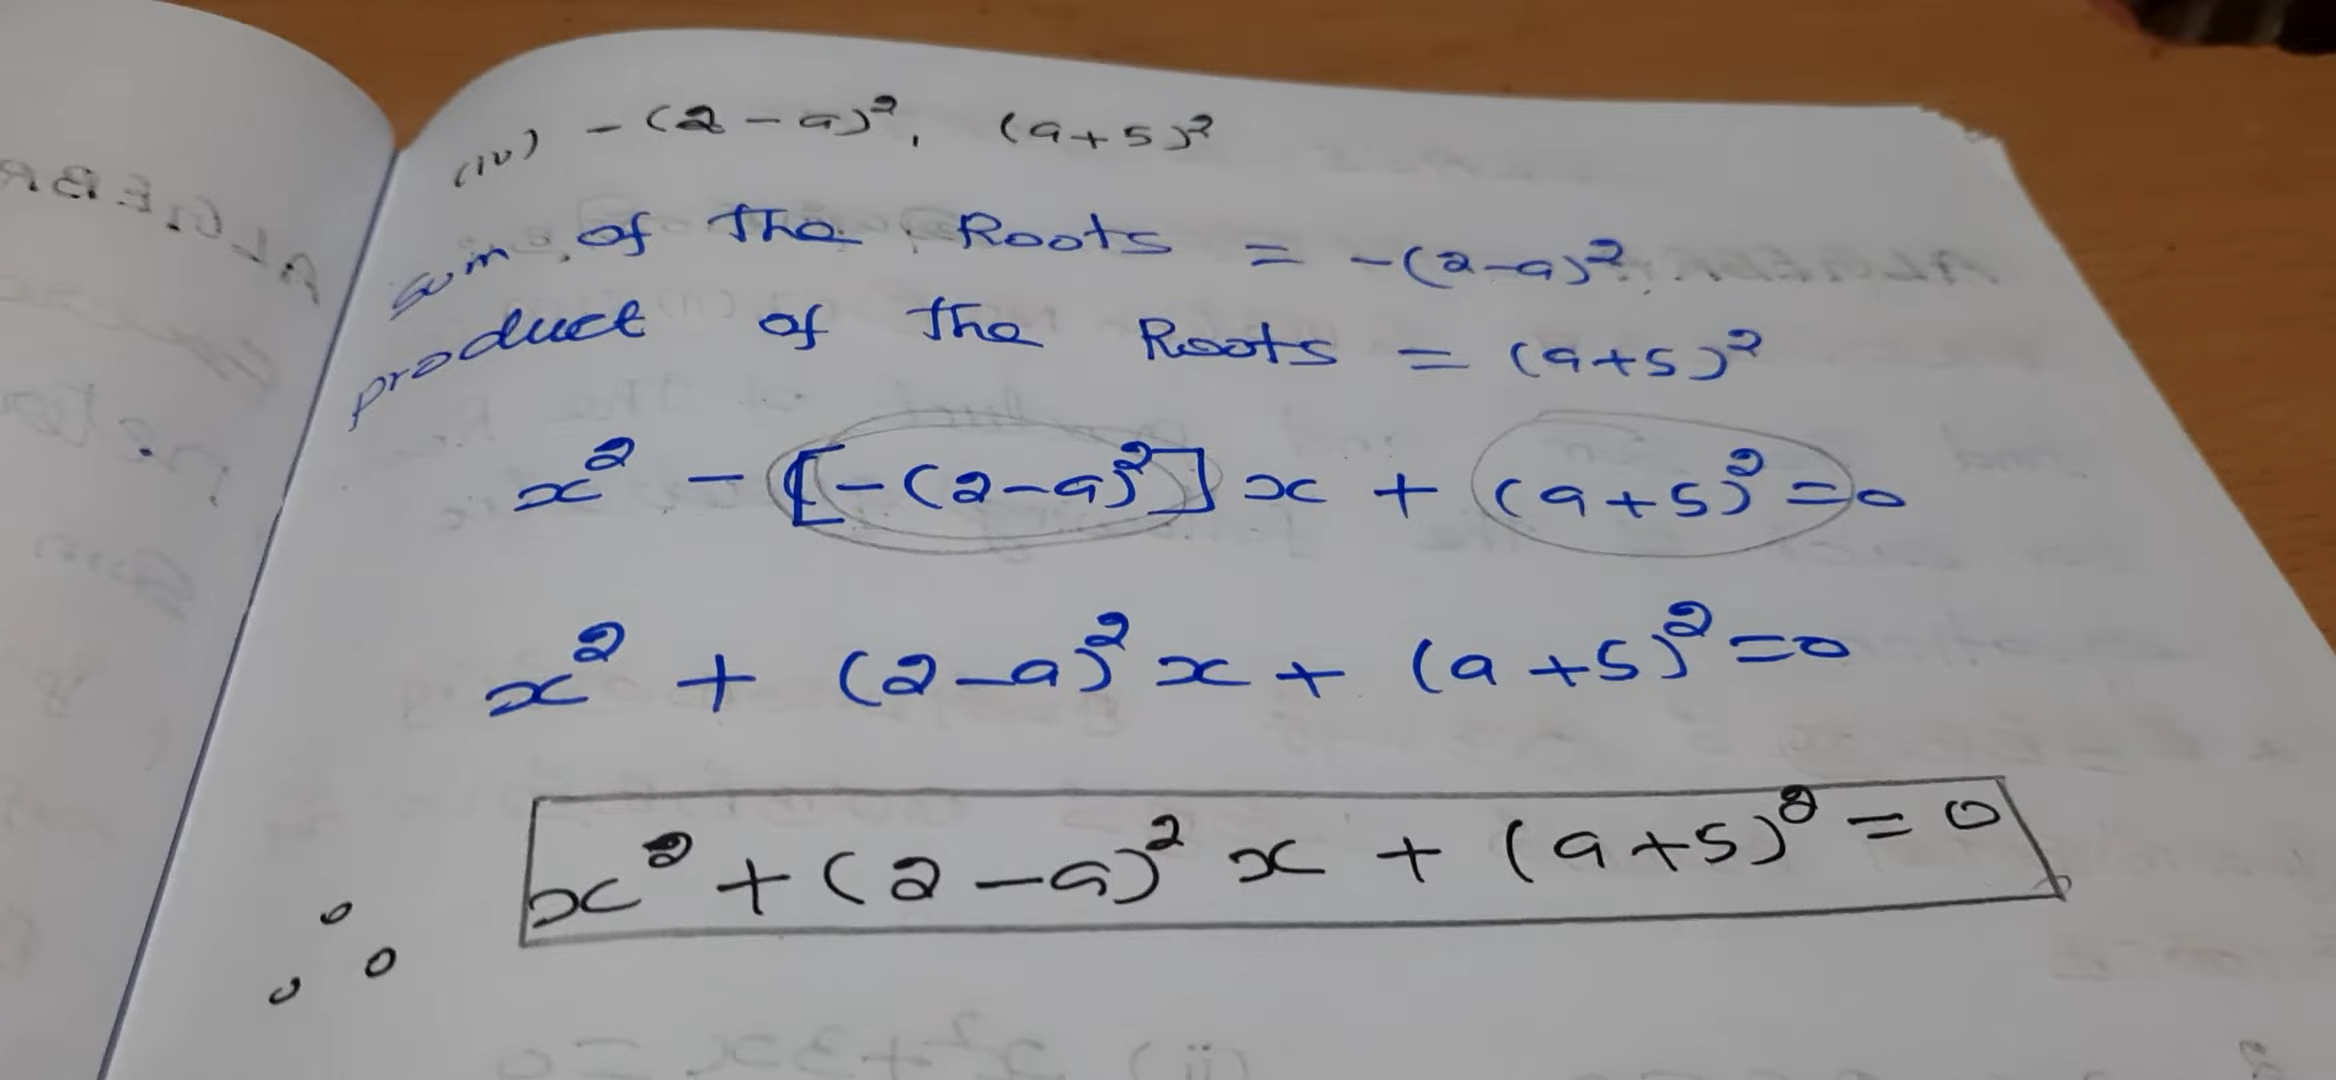 (iv) -(2-a)², (a+5)²
sum of the Roots = -(2-a)²
product of the Roots = (a+5)²
x² - [-(2-a)²] x + (a+5)² = 0
x² + (2-a)² x + (a+5)² = 0
∴ x² + (2-a)² x + (a+5)² = 0